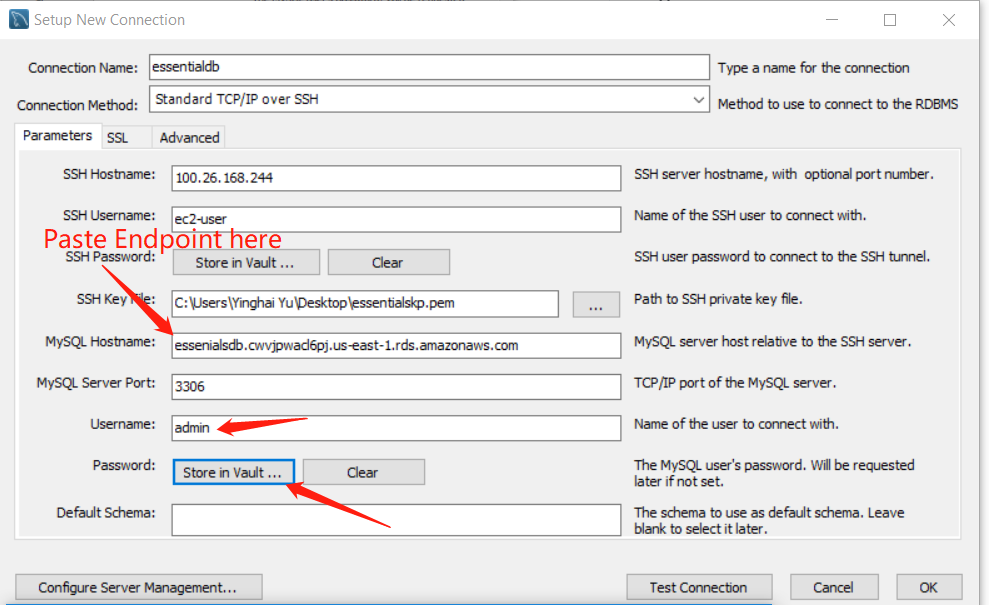 Setup New Connection
Connection Name: essentialdb Type a name for the connection
Connection Method: Standard TCP/IP over SSH Method to use to connect to the RDBMS
Parameters SSL Advanced
SSH Hostname: 100.26.168.244 SSH server hostname, with optional port number.
SSH Username: ec2-user Name of the SSH user to connect with.
Paste Endpoint here
SSH Password: Store in Vault ... Clear SSH user password to connect to the SSH tunnel.
SSH Key File: C:\Users\Yinghai Yu\Desktop\essentialskp.pem ... Path to SSH private key file.
MySQL Hostname: essenialsdb.cwvjpwacl6pj.us-east-1.rds.amazonaws.com MySQL server host relative to the SSH server.
MySQL Server Port: 3306 TCP/IP port of the MySQL server.
Username: admin Name of the user to connect with.
Password: Store in Vault ... Clear The MySQL user's password. Will be requested
later if not set.
Default Schema: The schema to use as default schema. Leave
blank to select it later.
Configure Server Management... Test Connection Cancel OK